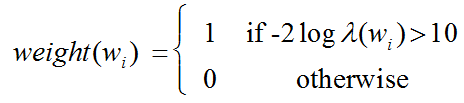 weight(wᵢ) = { 1 if -2 log λ(wᵢ)>10
0 otherwise